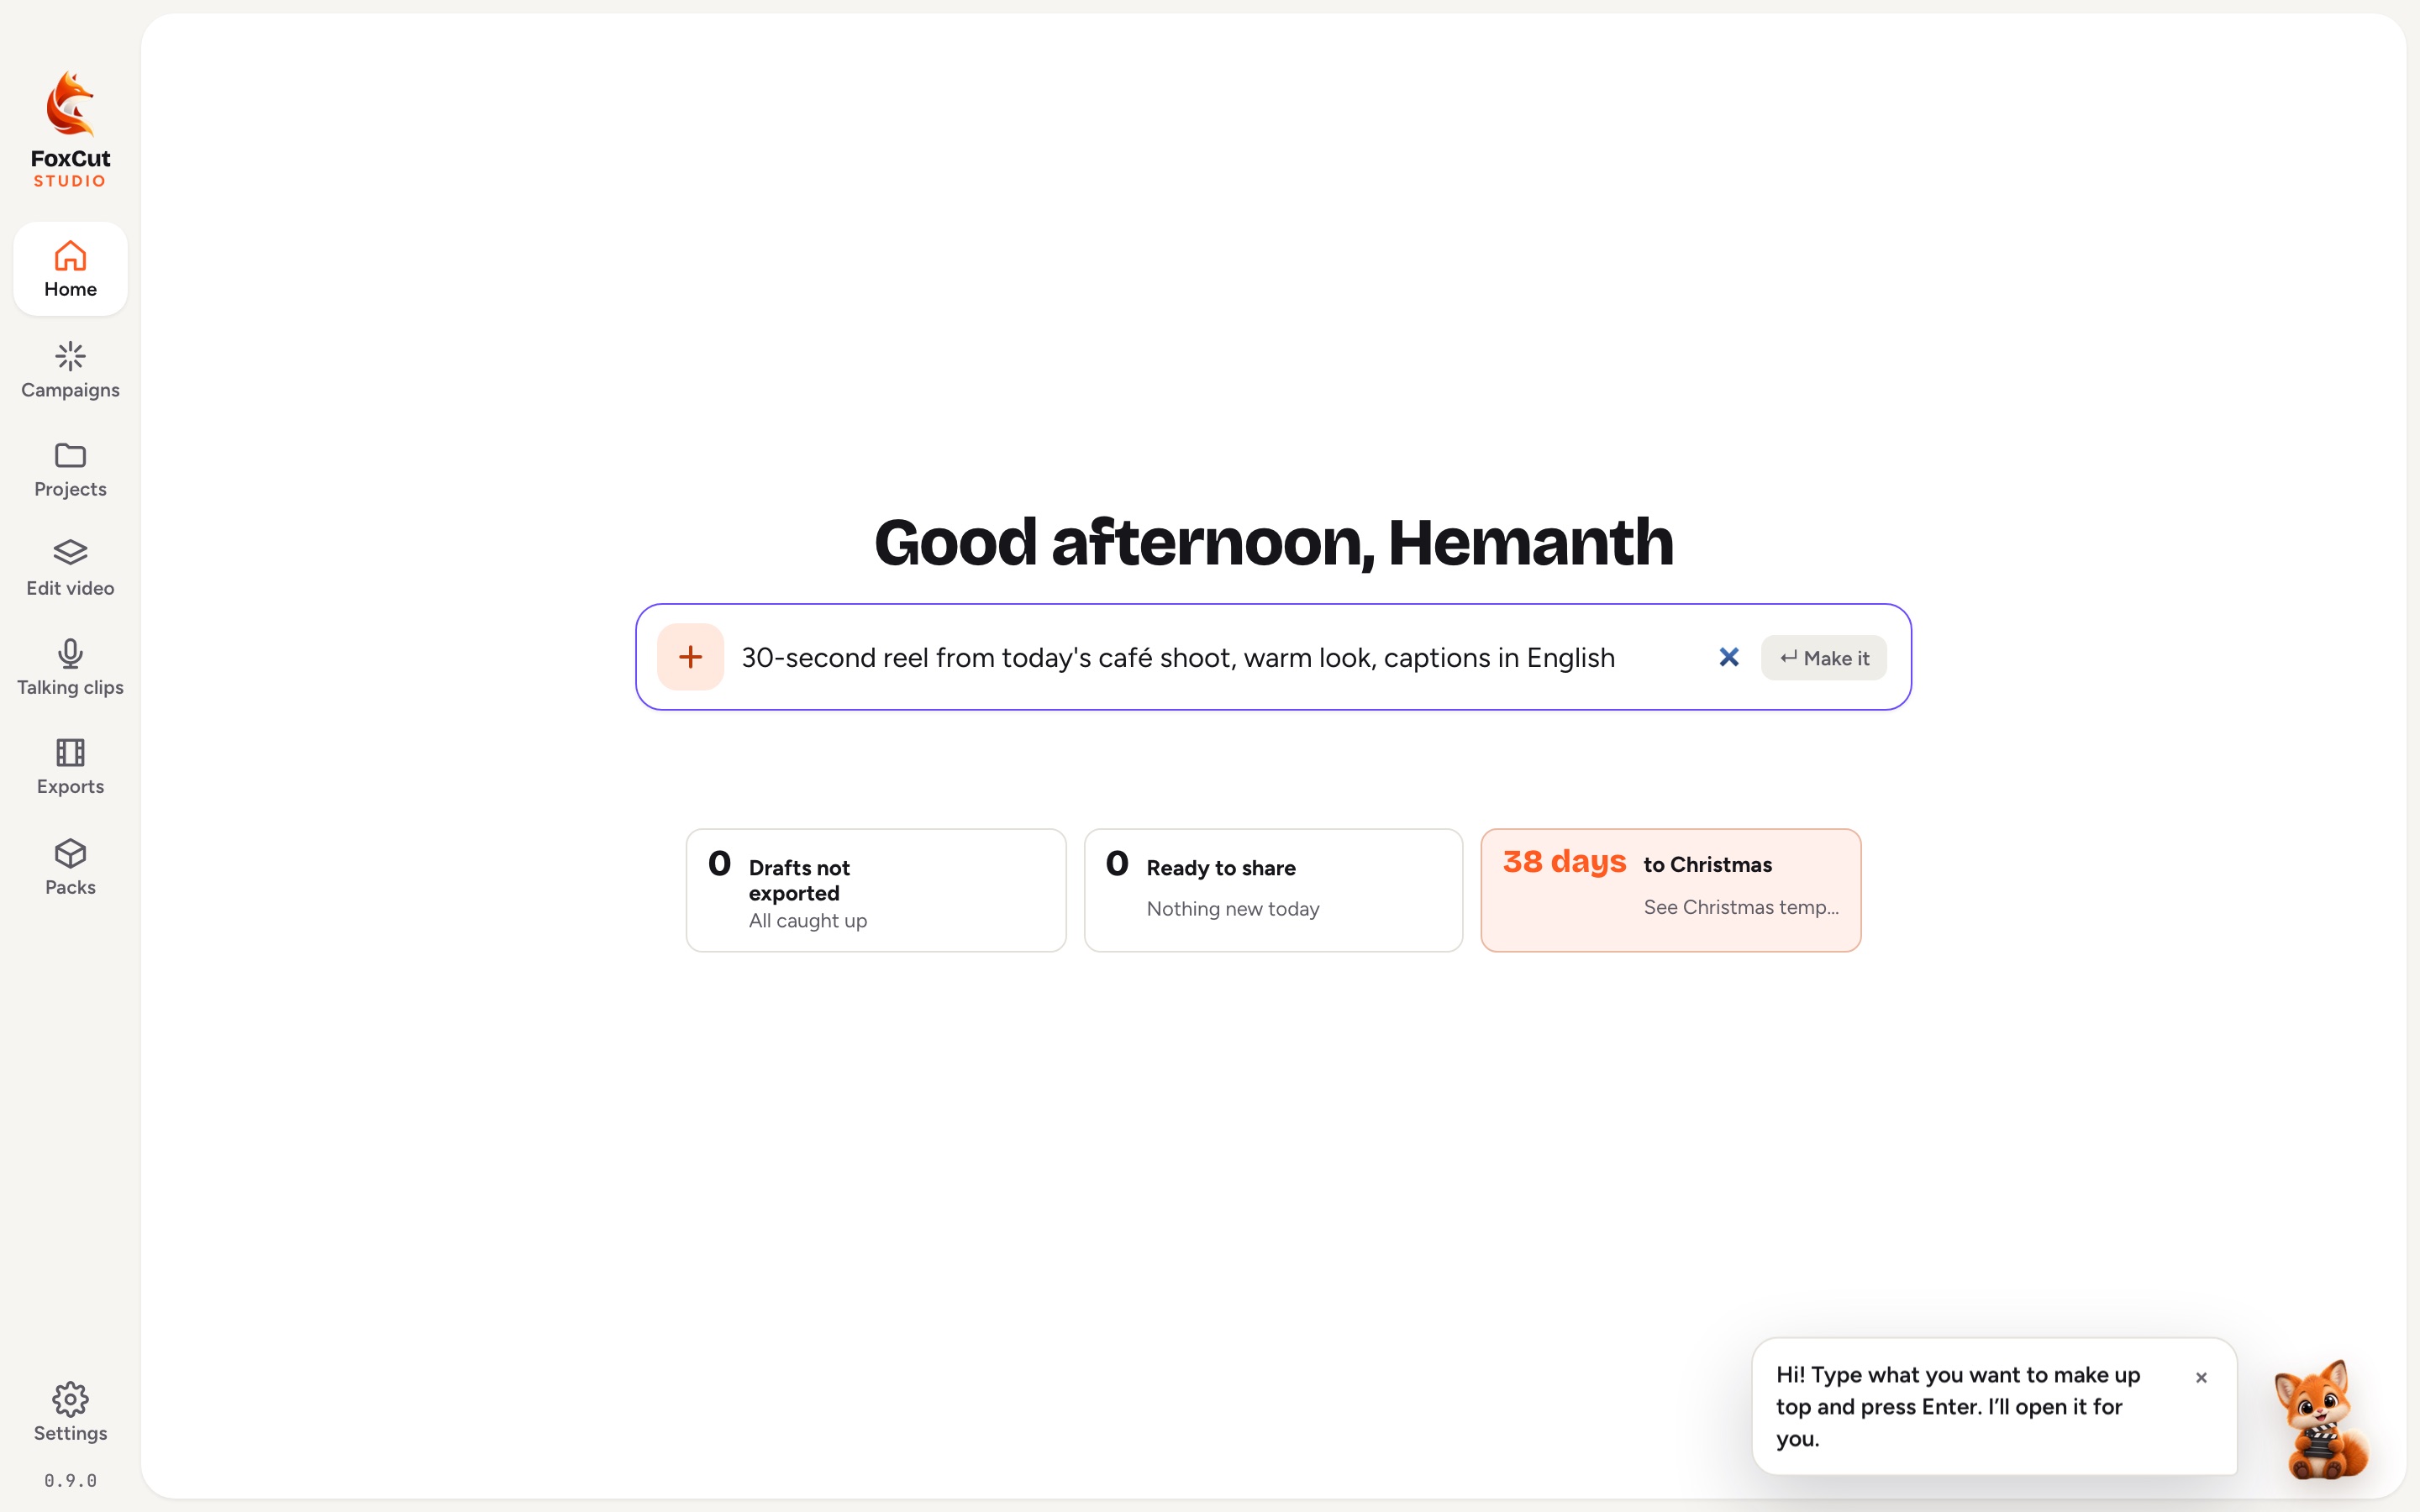 FoxCut
STUDIO
Home
Campaigns
Projects
Edit video
Talking clips
Exports
Packs
Settings
0.9.0
Good afternoon, Hemanth
30-second reel from today's café shoot, warm look, captions in English
↵ Make it
0 Drafts not
exported
All caught up
0 Ready to share
Nothing new today
38 days to Christmas
See Christmas temp...
Hi! Type what you want to make up
top and press Enter. I’ll open it for
you.